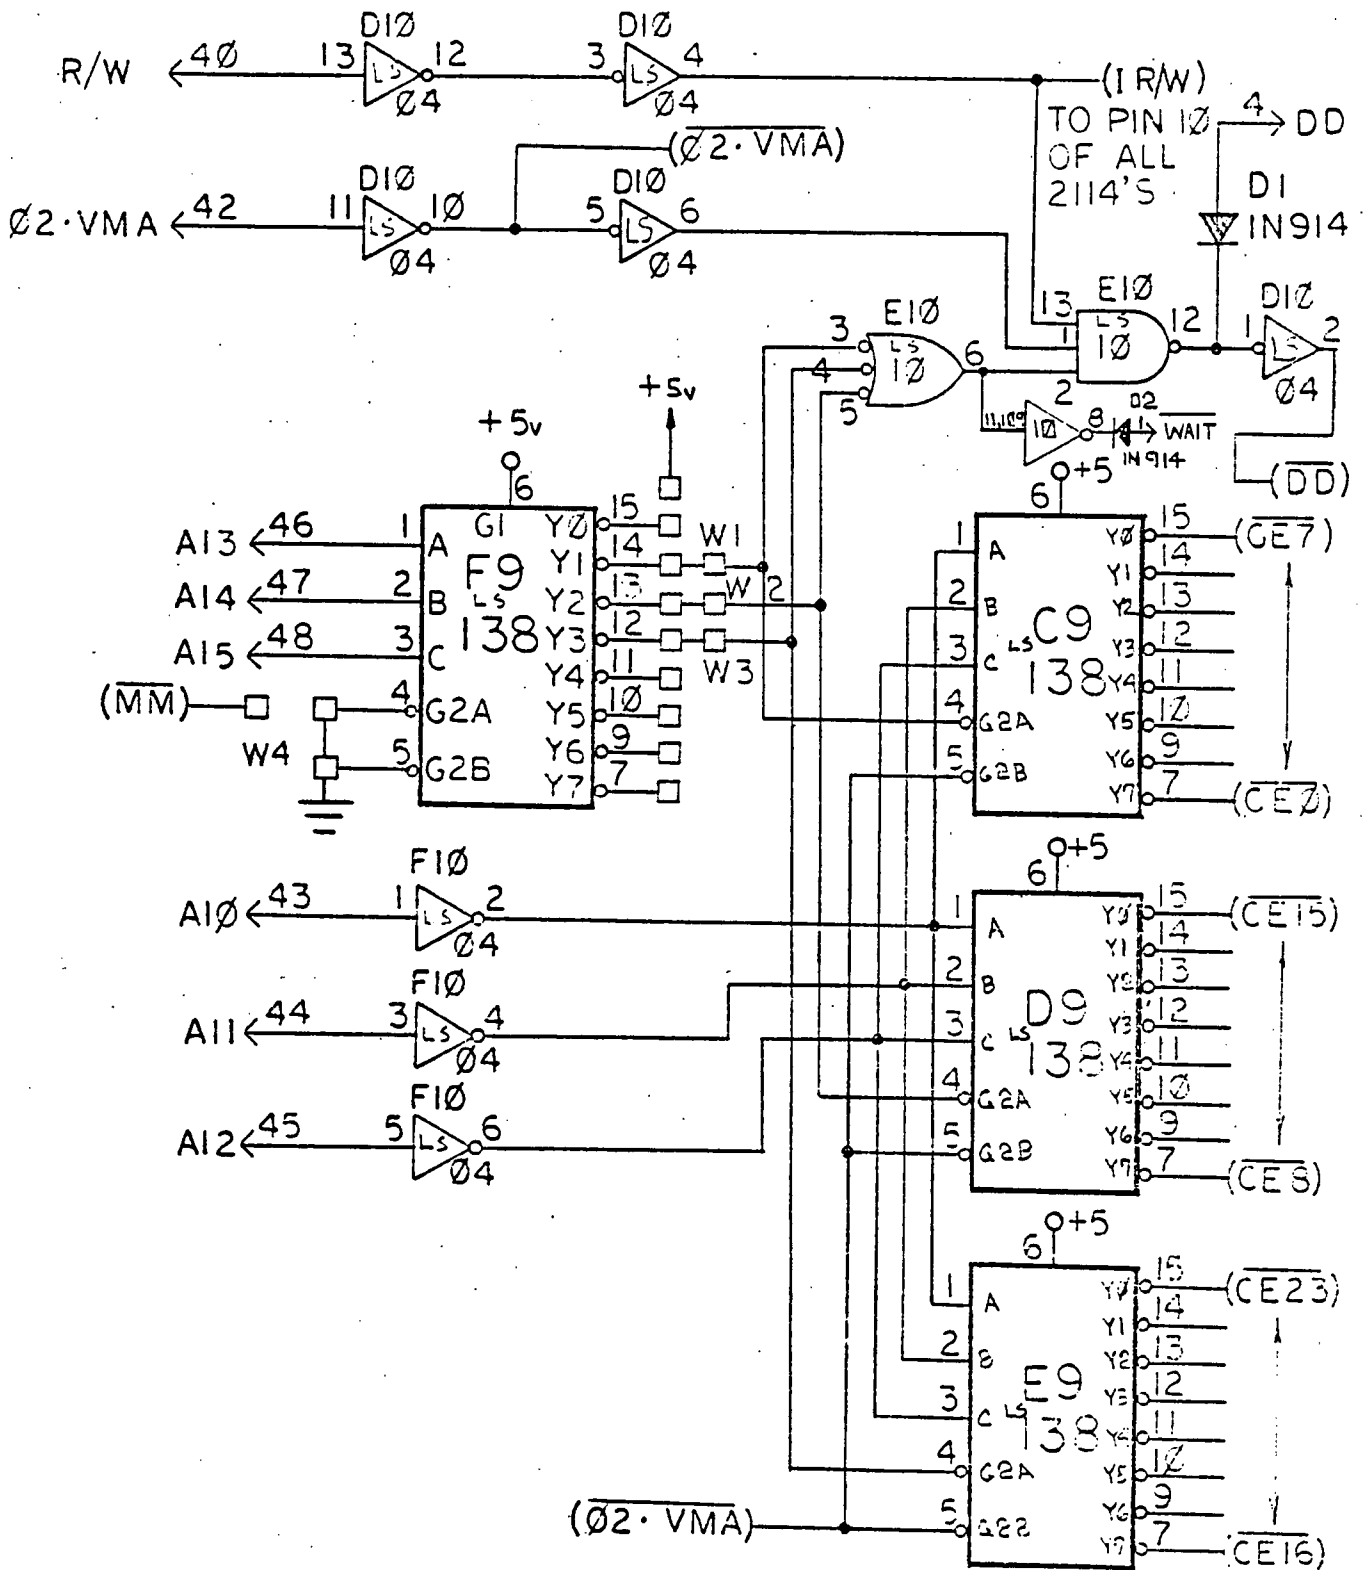 D1Ø
D1Ø
R/W 4Ø 13 LS 12 3 LS 4 (I R/W)
Ø4 Ø4
TO PIN 1Ø
OF ALL
2114'S
4 DD
(Ø2·VMA)
D1
1N914
D1Ø
D1Ø
Ø2·VMA 42 11 LS 1Ø 5 LS 6
Ø4 Ø4
E1Ø
13 LS 12
1 1Ø
2
D1Ø
1 LS 2
Ø4
E1Ø
3 LS
4 1Ø 6
5
11,1Ø9 1Ø 8 D2 1 WAIT
1N914
(DD)
+5v
+5v
6
G1
A13 46 1 A
A14 47 2 B
A15 48 3 C
(MM) 4 G2A
W4 5 G2B
F9
LS
138
YØ 15
Y1 14 W1
Y2 13 W 2
Y3 12 W3
Y4 11
Y5 1Ø
Y6 9
Y7 7
+5
6
1 A
2 B
3 C
4 G2A
5 G2B
C9
LS
138
YØ 15 (CE7)
Y1 14
Y2 13
Y3 12
Y4 11
Y5 1Ø
Y6 9
Y7 7 (CEØ)
F1Ø
A1Ø 43 1 LS 2
Ø4
F1Ø
A11 44 3 LS 4
Ø4
F1Ø
A12 45 5 LS 6
Ø4
+5
6
1 A
2 B
3 C
4 G2A
5 G2B
D9
LS
138
YØ 15 (CE15)
Y1 14
Y2 13
Y3 12
Y4 11
Y5 1Ø
Y6 9
Y7 7 (CE8)
+5
6
1 A
2 B
3 C
4 G2A
(Ø2·VMA) 5 G2B
E9
LS
138
YØ 15 (CE23)
Y1 14
Y2 13
Y3 12
Y4 11
Y5 1Ø
Y6 9
Y7 7 (CE16)